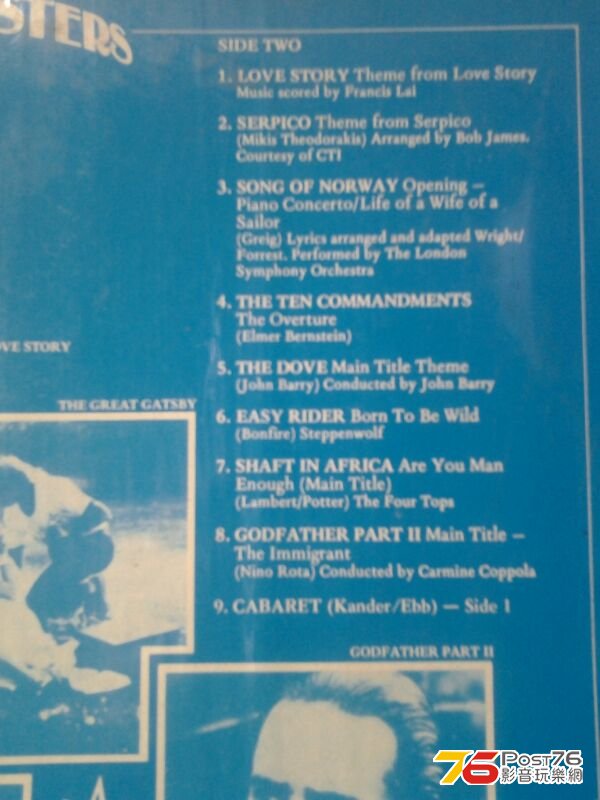 STERS
SIDE TWO
1. LOVE STORY Theme from Love Story
Music scored by Francis Lai
2. SERPICO Theme from Serpico
(Mikis Theodorakis) Arranged by Bob James.
Courtesy of CTI
3. SONG OF NORWAY Opening –
Piano Concerto/Life of a Wife of a
Sailor
(Greig) Lyrics arranged and adapted Wright/
Forrest. Performed by The London
Symphony Orchestra
4. THE TEN COMMANDMENTS
The Overture
(Elmer Bernstein)
5. THE DOVE Main Title Theme
(John Barry) Conducted by John Barry
6. EASY RIDER Born To Be Wild
(Bonfire) Steppenwolf
7. SHAFT IN AFRICA Are You Man
Enough (Main Title)
(Lambert/Potter) The Four Tops
8. GODFATHER PART II Main Title –
The Immigrant
(Nino Rota) Conducted by Carmine Coppola
9. CABARET (Kander/Ebb) – Side 1
OVE STORY
THE GREAT GATSBY
GODFATHER PART II
76 POST76
影音玩樂網